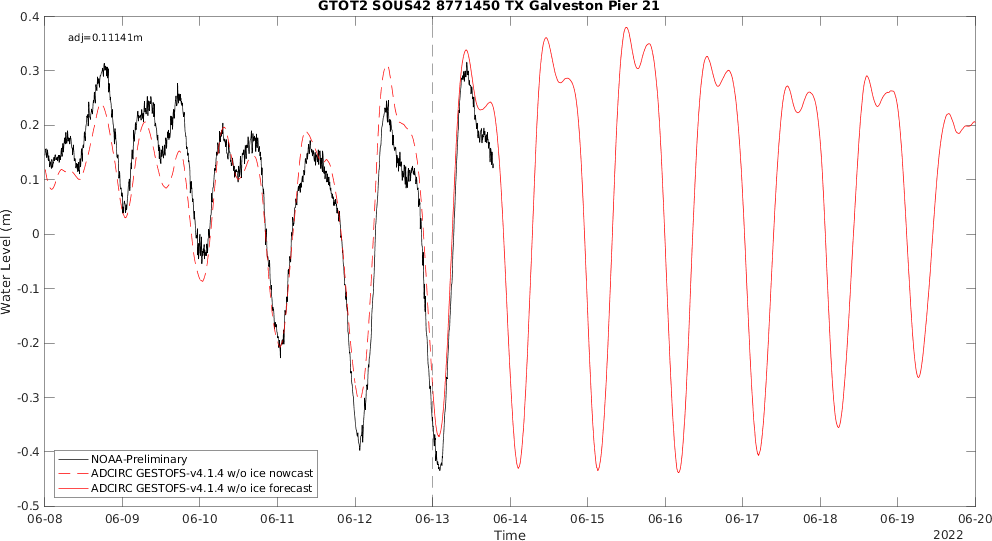 GTOT2 SOUS42 8771450 TX Galveston Pier 21
adj=0.11141m
0.4
0.3
0.2
0.1
0
-0.1
-0.2
-0.3
-0.4
-0.5
Water Level (m)
NOAA-Preliminary
ADCIRC GESTOFS-v4.1.4 w/o ice nowcast
ADCIRC GESTOFS-v4.1.4 w/o ice forecast
06-08 06-09 06-10 06-11 06-12 06-13 06-14 06-15 06-16 06-17 06-18 06-19 06-20
Time
2022